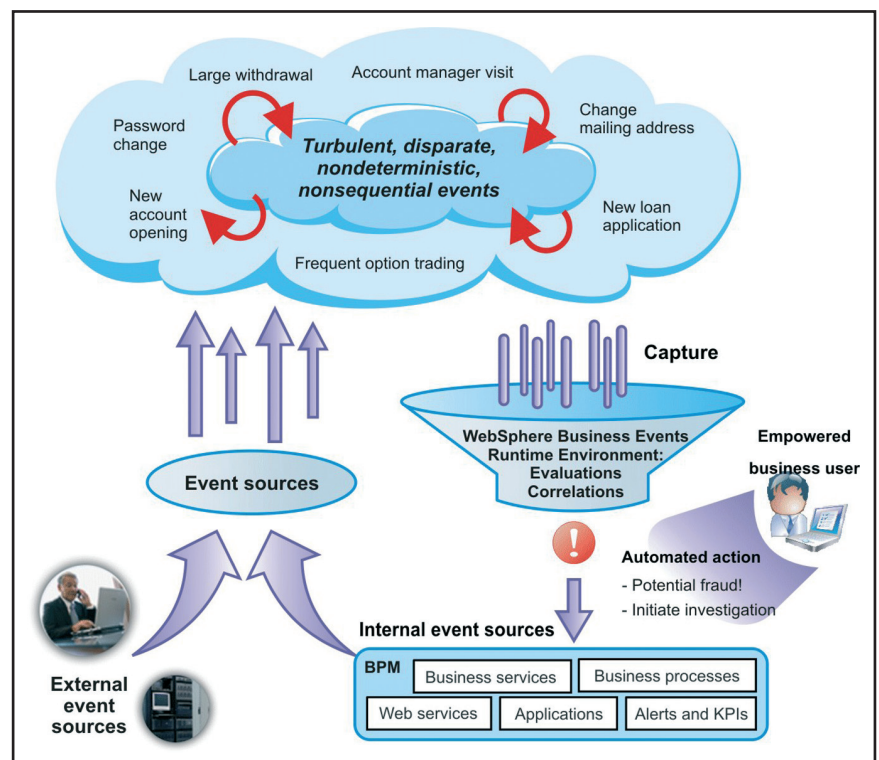 Large withdrawal
Account manager visit
Password
change
Change
mailing address
Turbulent, disparate,
nondeterministic,
nonsequential events
New
account
opening
New loan
application
Frequent option trading
Capture
WebSphere Business Events
Runtime Environment:
Evaluations
Correlations
Empowered
business user
Event sources
!
Automated action
- Potential fraud!
- Initiate investigation
Internal event sources
External
event
sources
BPM
Business services
Business processes
Web services
Applications
Alerts and KPIs